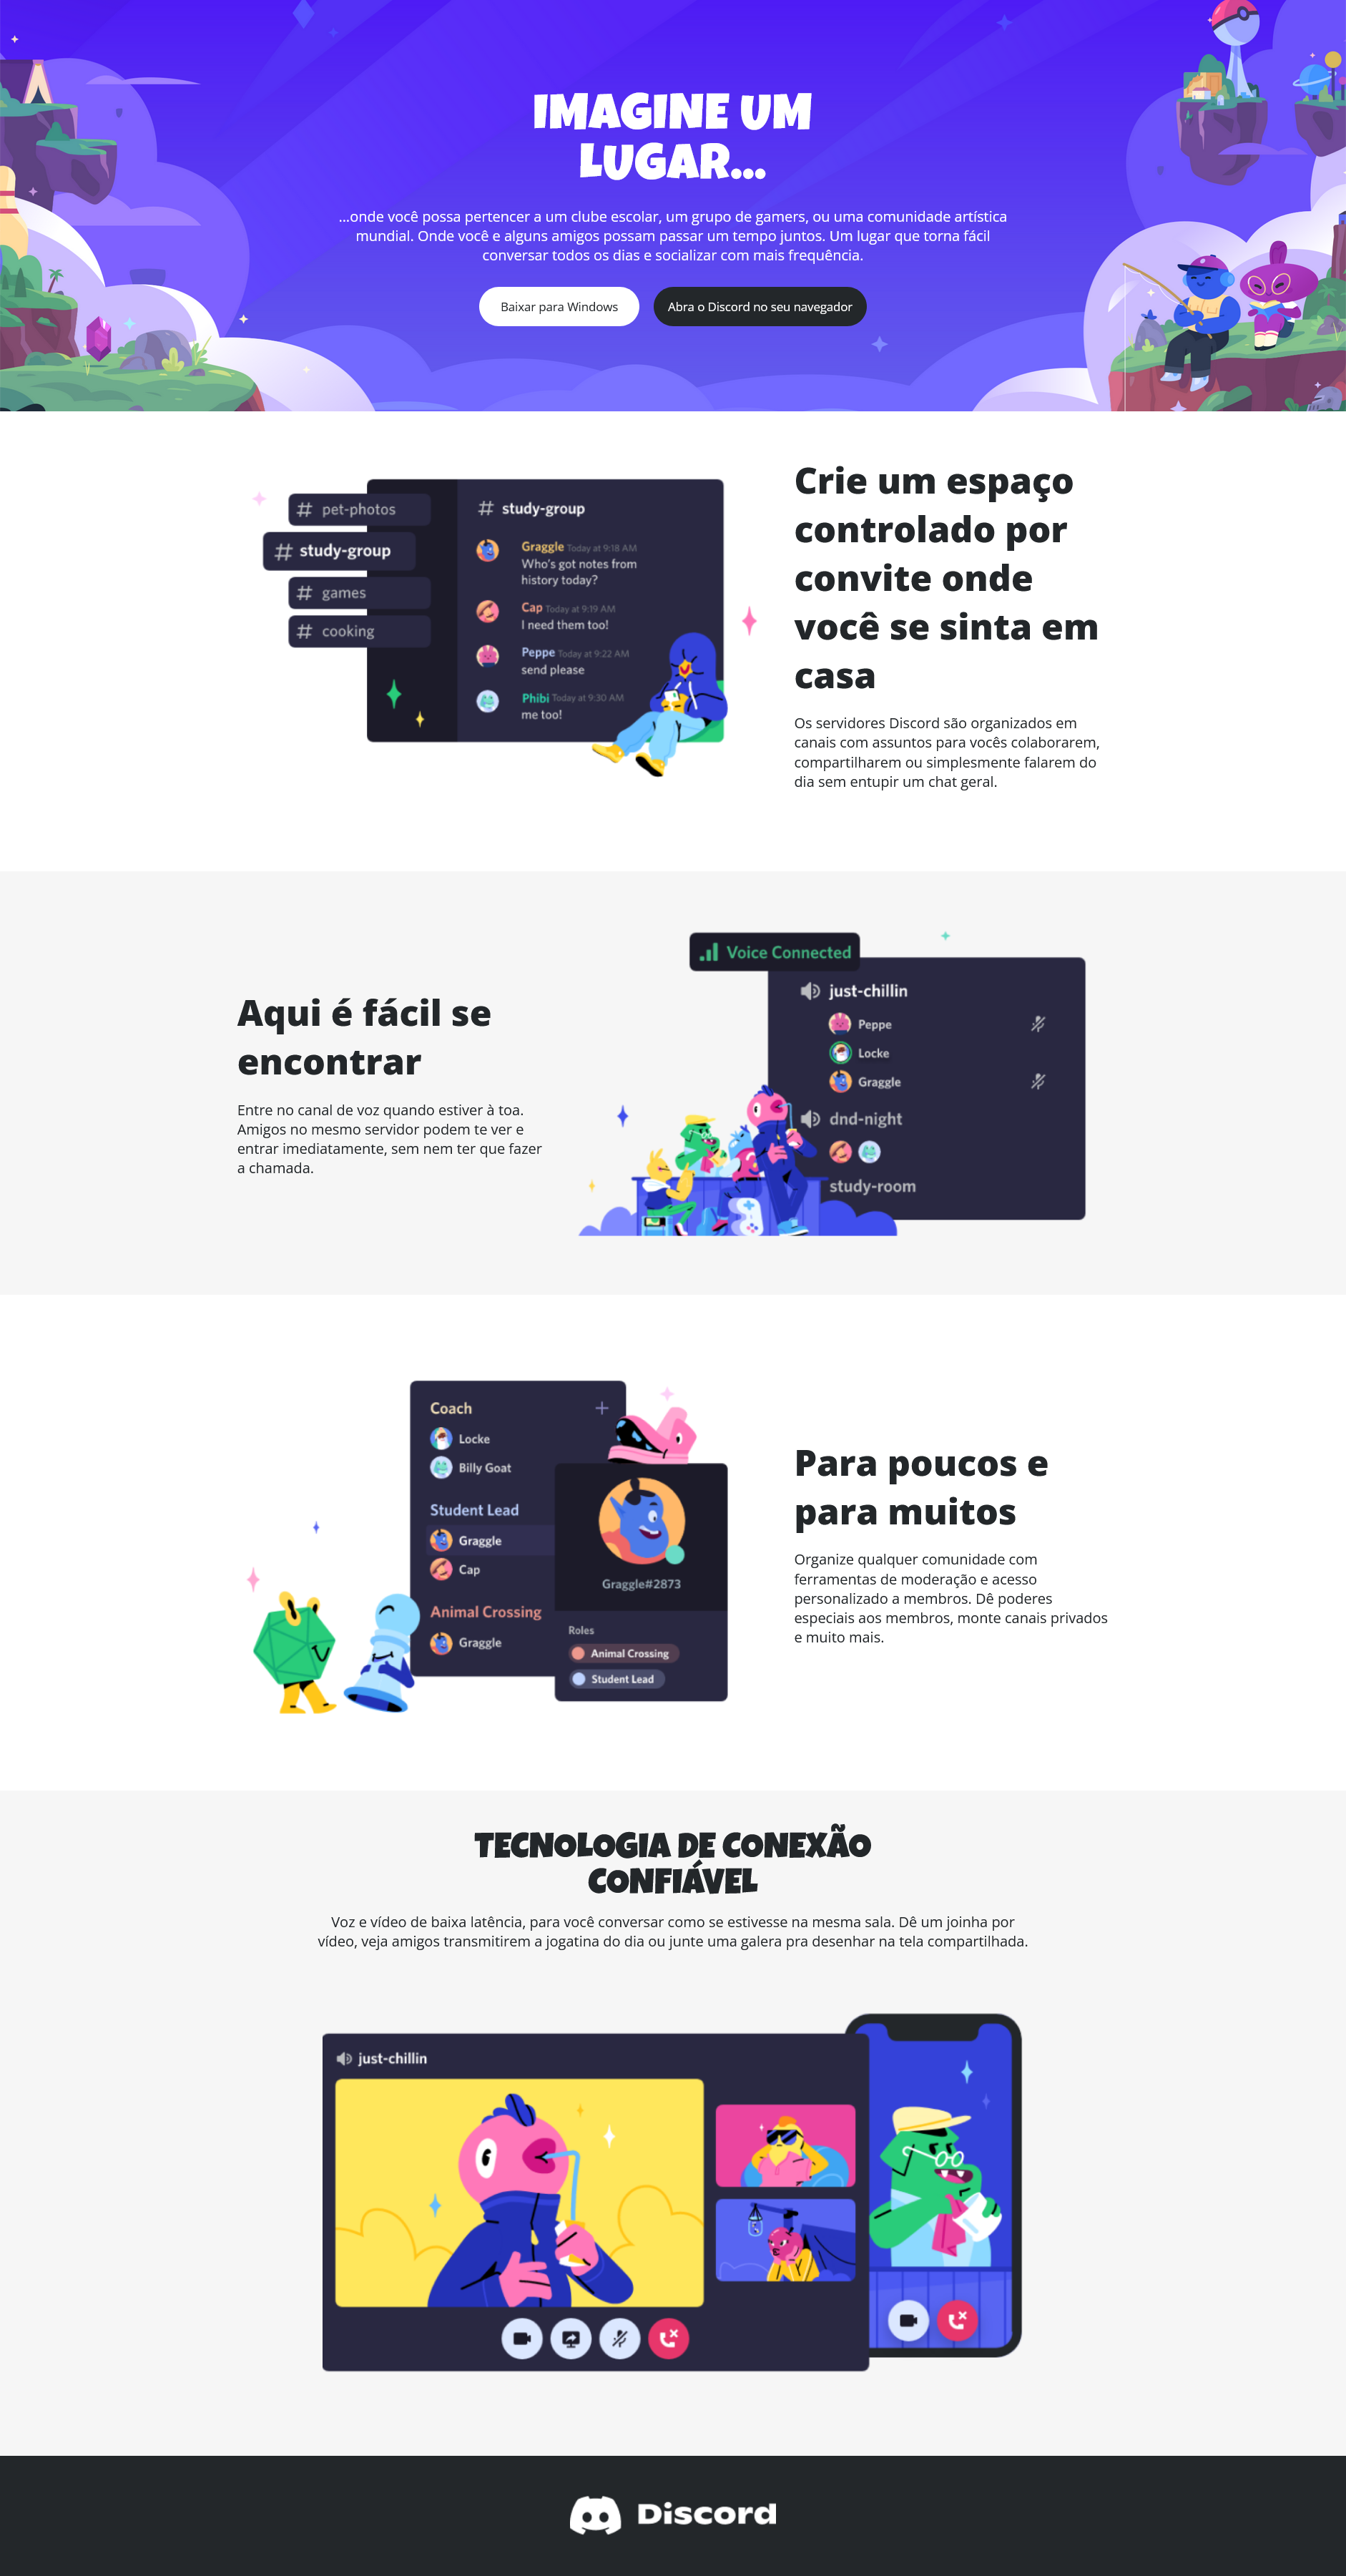 IMAGINE UM
LUGAR...
...onde você possa pertencer a um clube escolar, um grupo de gamers, ou uma comunidade artística
mundial. Onde você e alguns amigos possam passar um tempo juntos. Um lugar que torna fácil
conversar todos os dias e socializar com mais frequência.
Baixar para Windows
Abra o Discord no seu navegador
# pet-photos
# study-group
# games
# cooking
# study-group
Graggle Today at 9:18 AM
Who's got notes from
history today?
Cap Today at 9:19 AM
I need them too!
Peppe Today at 9:22 AM
send please
Phibi Today at 9:30 AM
me too!
Crie um espaço
controlado por
convite onde
você se sinta em
casa
Os servidores Discord são organizados em
canais com assuntos para vocês colaborarem,
compartilharem ou simplesmente falarem do
dia sem entupir um chat geral.
Aqui é fácil se
encontrar
Entre no canal de voz quando estiver à toa.
Amigos no mesmo servidor podem te ver e
entrar imediatamente, sem nem ter que fazer
a chamada.
Voice Connected
just-chillin
Peppe
Locke
Graggle
dnd-night
study-room
Coach
Locke
Billy Goat
Student Lead
Graggle
Cap
Animal Crossing
Graggle
Graggle#2873
Roles
Animal Crossing
Student Lead
Para poucos e
para muitos
Organize qualquer comunidade com
ferramentas de moderação e acesso
personalizado a membros. Dê poderes
especiais aos membros, monte canais privados
e muito mais.
TECNOLOGIA DE CONEXÃO
CONFIÁVEL
Voz e vídeo de baixa latência, para você conversar como se estivesse na mesma sala. Dê um joinha por
vídeo, veja amigos transmitirem a jogatina do dia ou junte uma galera pra desenhar na tela compartilhada.
just-chillin
Discord